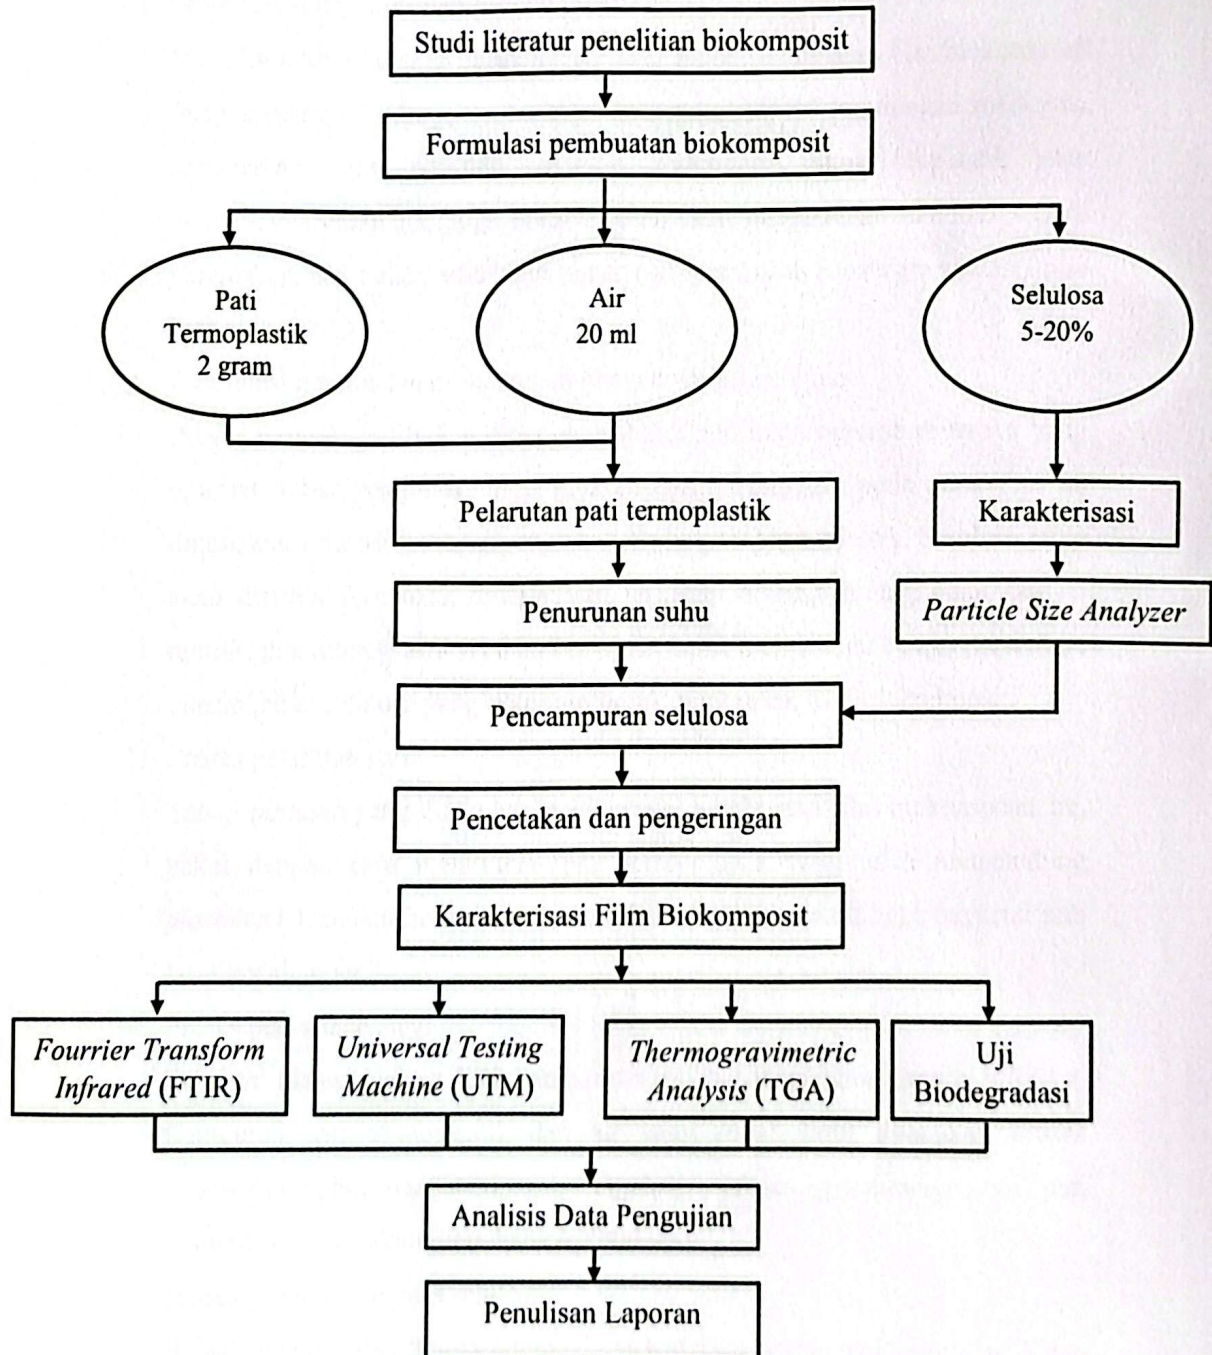 Studi literatur penelitian biokomposit
Formulasi pembuatan biokomposit
Pati
Termoplastik
2 gram
Air
20 ml
Selulosa
5-20%
Pelarutan pati termoplastik
Karakterisasi
Penurunan suhu
Particle Size Analyzer
Pencampuran selulosa
Pencetakan dan pengeringan
Karakterisasi Film Biokomposit
Fourrier Transform
Infrared (FTIR)
Universal Testing
Machine (UTM)
Thermogravimetric
Analysis (TGA)
Uji
Biodegradasi
Analisis Data Pengujian
Penulisan Laporan